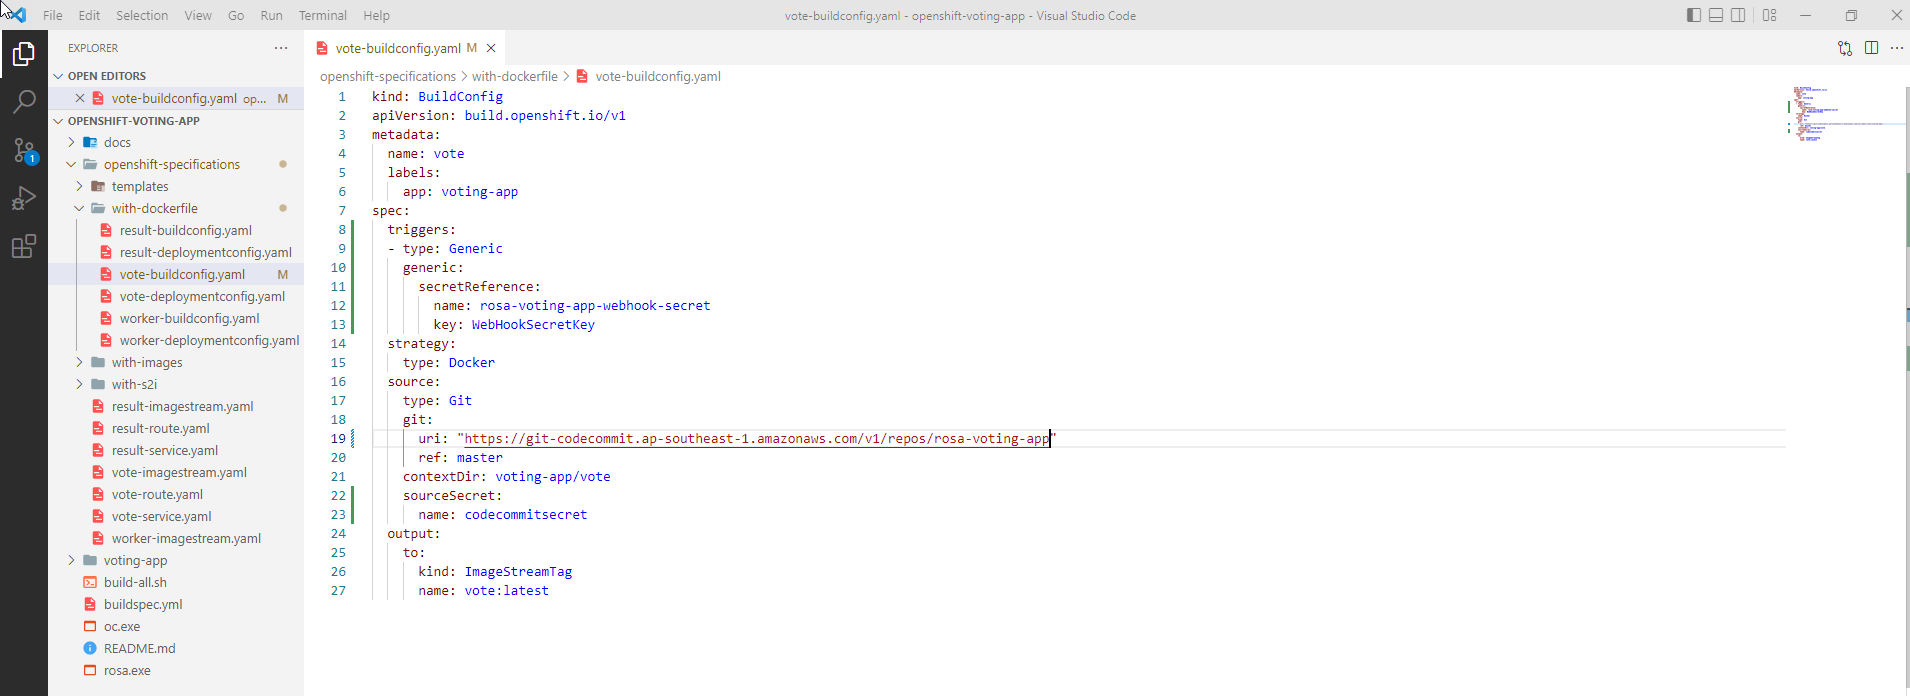 File Edit Selection View Go Run Terminal Help
vote-buildconfig.yaml - openshift-voting-app - Visual Studio Code
EXPLORER
OPEN EDITORS
vote-buildconfig.yaml op... M
OPENSHIFT-VOTING-APP
docs
openshift-specifications
templates
with-dockerfile
result-buildconfig.yaml
result-deploymentconfig.yaml
vote-buildconfig.yaml M
vote-deploymentconfig.yaml
worker-buildconfig.yaml
worker-deploymentconfig.yaml
with-images
with-s2i
result-imagestream.yaml
result-route.yaml
result-service.yaml
vote-imagestream.yaml
vote-route.yaml
vote-service.yaml
worker-imagestream.yaml
voting-app
build-all.sh
buildspec.yml
oc.exe
README.md
rosa.exe
1
vote-buildconfig.yaml M
openshift-specifications > with-dockerfile > vote-buildconfig.yaml
1 kind: BuildConfig
2 apiVersion: build.openshift.io/v1
3 metadata:
4 name: vote
5 labels:
6 app: voting-app
7 spec:
8 triggers:
9 - type: Generic
10 generic:
11 secretReference:
12 name: rosa-voting-app-webhook-secret
13 key: WebHookSecretKey
14 strategy:
15 type: Docker
16 source:
17 type: Git
18 git:
19 uri: "https://git-codecommit.ap-southeast-1.amazonaws.com/v1/repos/rosa-voting-app"
20 ref: master
21 contextDir: voting-app/vote
22 sourceSecret:
23 name: codecommitsecret
24 output:
25 to:
26 kind: ImageStreamTag
27 name: vote:latest